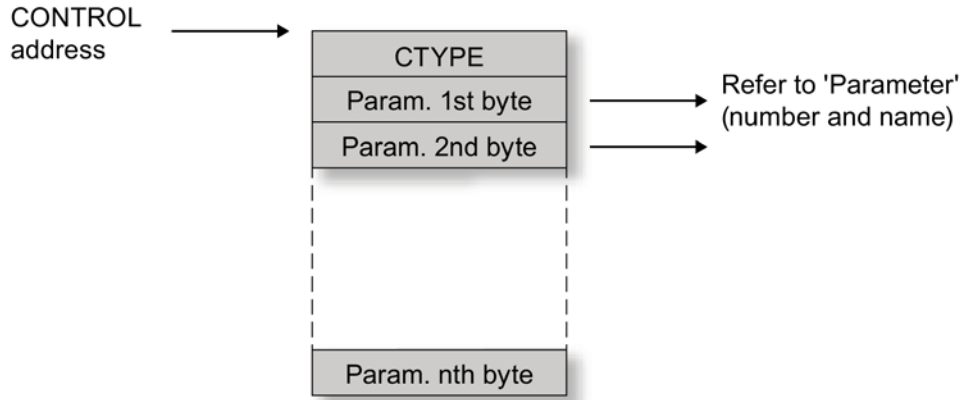 CONTROL
address
CTYPE
Param. 1st byte
Param. 2nd byte
Refer to 'Parameter'
(number and name)
Param. nth byte